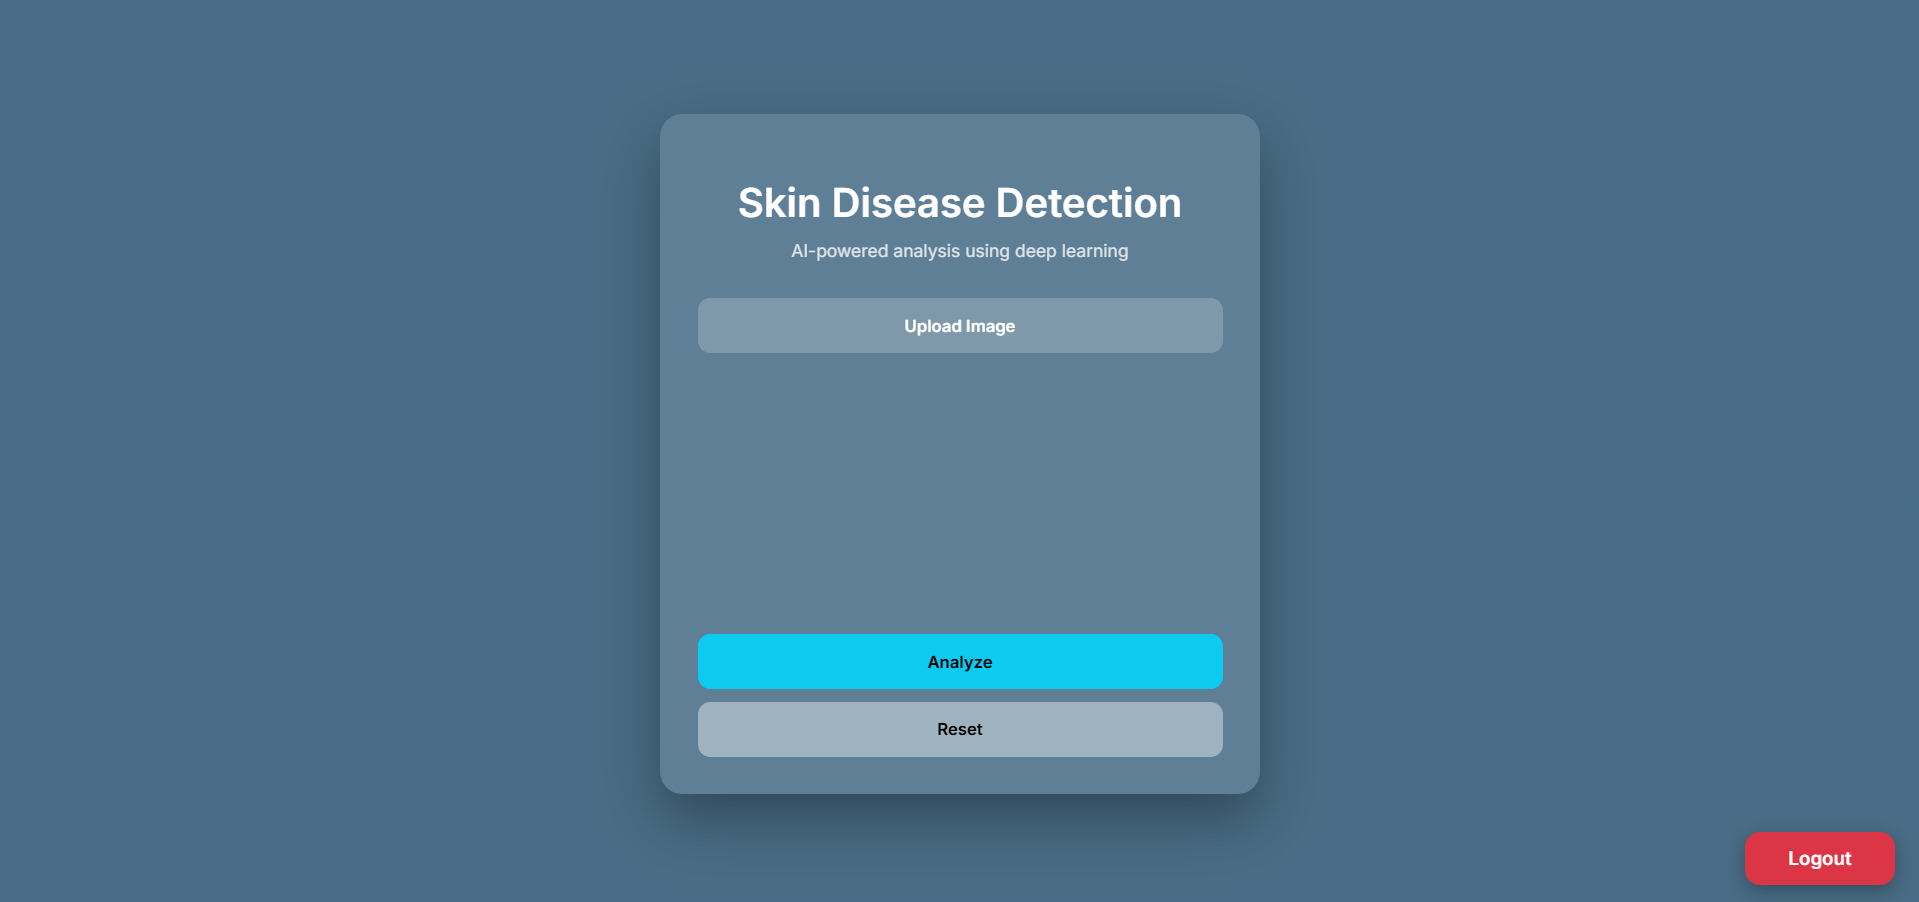 Skin Disease Detection
AI-powered analysis using deep learning
Upload Image
Analyze
Reset
Logout